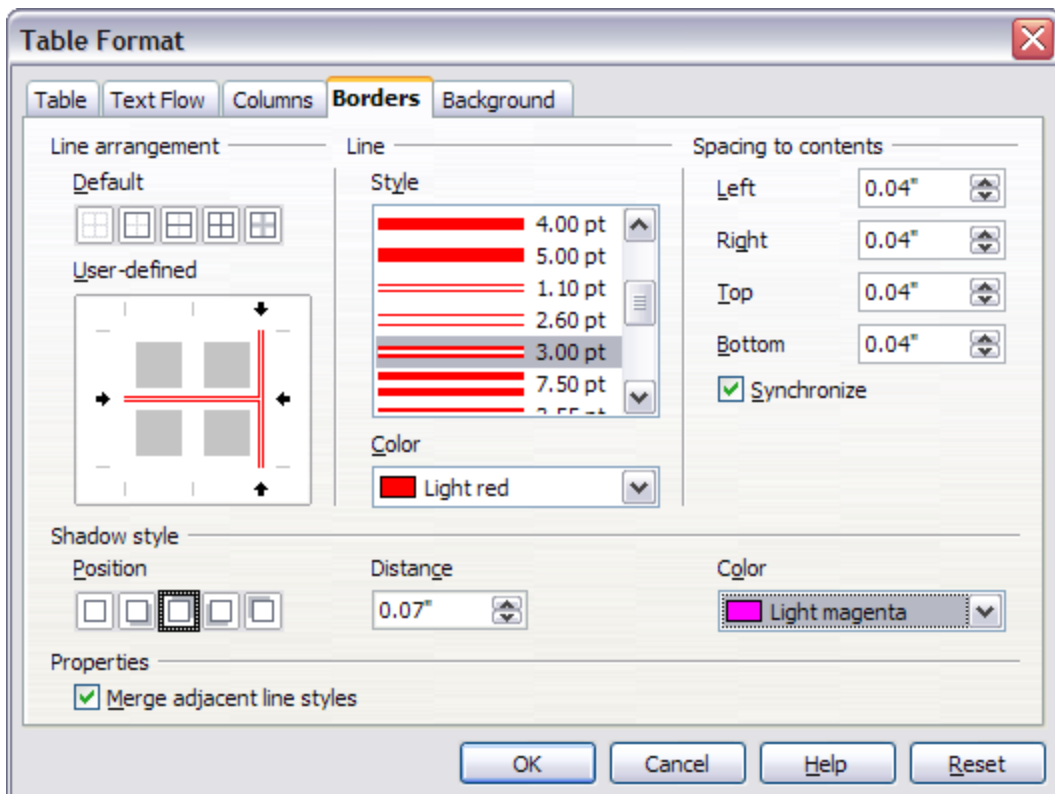 Table Format
Table Text Flow Columns Borders Background
Line arrangement Line Spacing to contents
Default Style Left 0.04"
4.00 pt
5.00 pt Right 0.04"
User-defined 1.10 pt
2.60 pt Top 0.04"
3.00 pt Bottom 0.04"
7.50 pt Synchronize
Color
Light red
Shadow style
Position Distance Color
0.07" Light magenta
Properties
Merge adjacent line styles
OK Cancel Help Reset